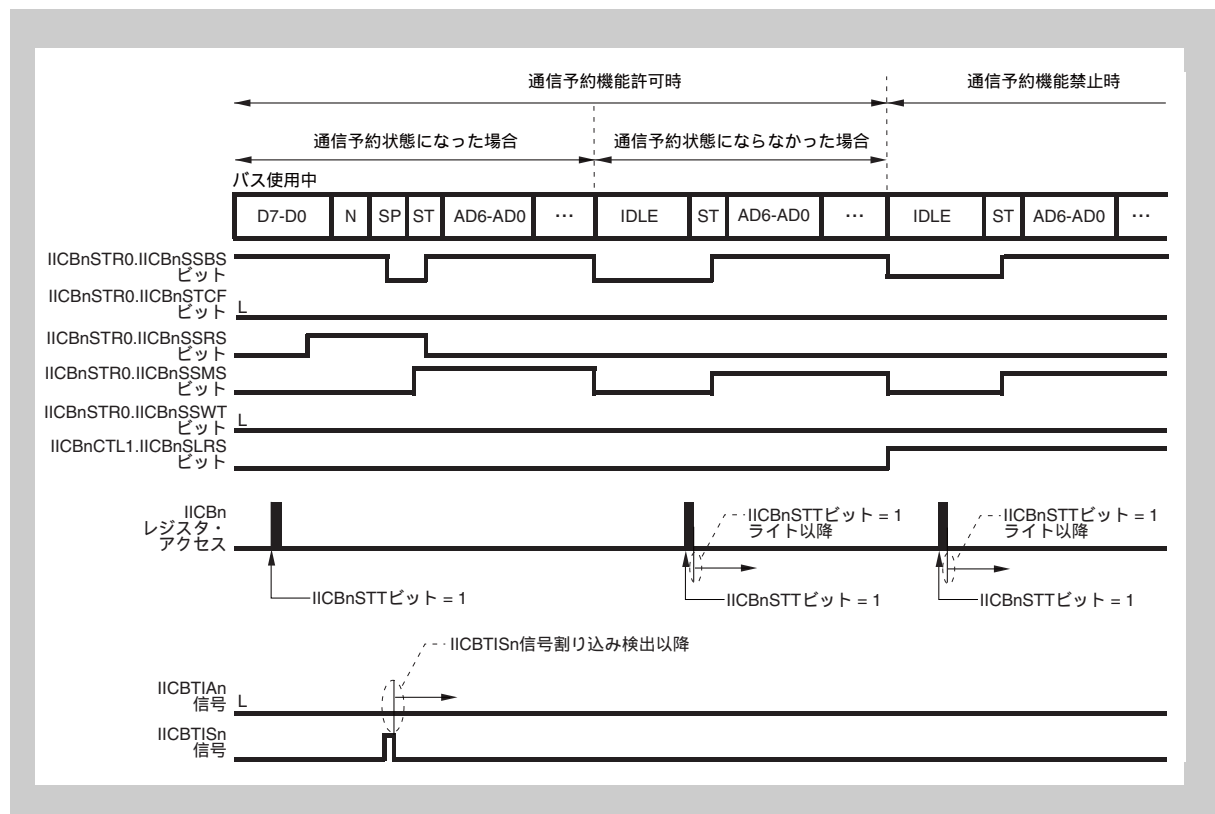 通信予約機能許可時
通信予約機能禁止時
通信予約状態になった場合
通信予約状態にならなかった場合
バス使用中
D7-D0 N SP ST AD6-AD0 ··· IDLE ST AD6-AD0 ··· IDLE ST AD6-AD0 ···
IICBnSTR0.IICBnSSBS
ビット
IICBnSTR0.IICBnSTCF
ビット L
IICBnSTR0.IICBnSSRS
ビット
IICBnSTR0.IICBnSSMS
ビット
IICBnSTR0.IICBnSSWT
ビット L
IICBnCTL1.IICBnSLRS
ビット
IICBn
レジスタ・
アクセス
IICBnSTTビット = 1
ライト以降
IICBnSTTビット = 1
ライト以降
IICBnSTTビット = 1
IICBnSTTビット = 1
IICBnSTTビット = 1
IICBTISn信号割り込み検出以降
IICBTIAn
信号 L
IICBTISn
信号